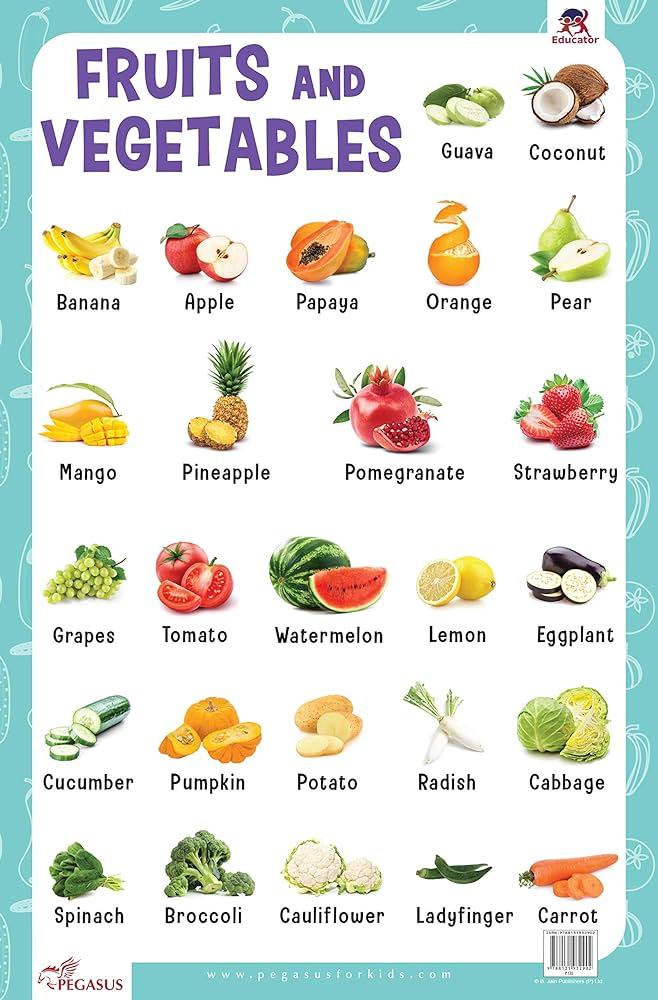 Educator
FRUITS AND
VEGETABLES
Guava Coconut
Banana Apple Papaya Orange Pear
Mango Pineapple Pomegranate Strawberry
Grapes Tomato Watermelon Lemon Eggplant
Cucumber Pumpkin Potato Radish Cabbage
Spinach Broccoli Cauliflower Ladyfinger Carrot
PEGASUS
www.pegasusforkids.com
© B. Jain Publishers (P) Ltd.